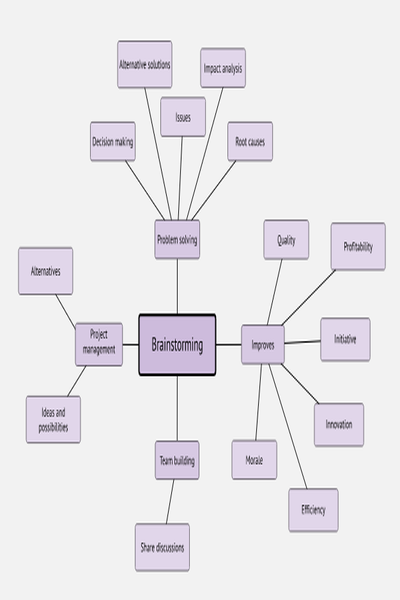 Alternative solutions
Impact analysis
Issues
Decision making
Root causes
Problem solving
Quality
Profitability
Alternatives
Project
management
Brainstorming
Improves
Initiative
Ideas and
possibilities
Innovation
Team building
Morale
Efficiency
Share discussions